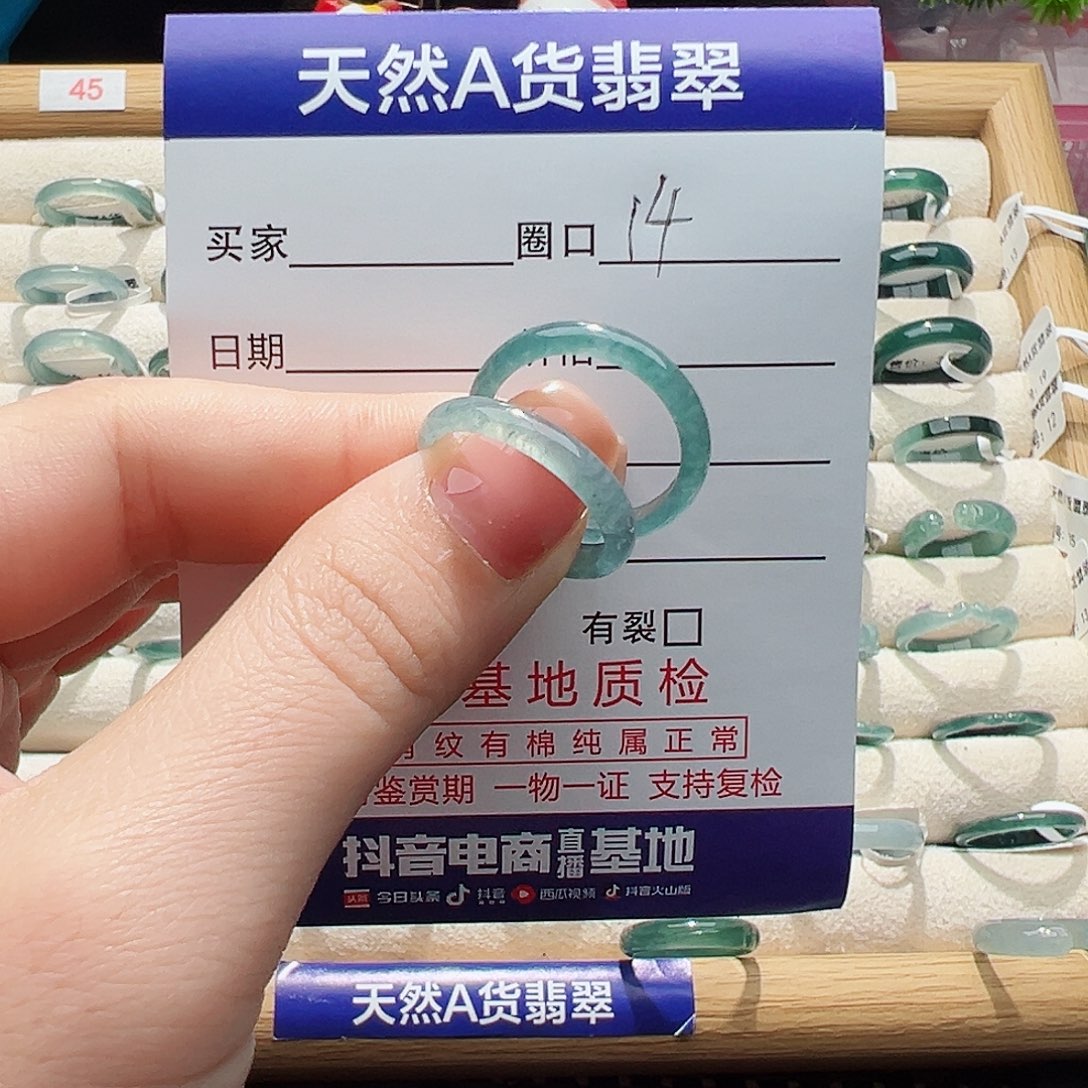 天然A货翡翠
45
买家 圈口 14
日期
有裂□
基地质检
纹有棉纯属正常
鉴赏期 一物一证 支持复检
抖音电商直播基地
头条 今日头条 抖音 西瓜视频 抖音火山版
天然A货翡翠